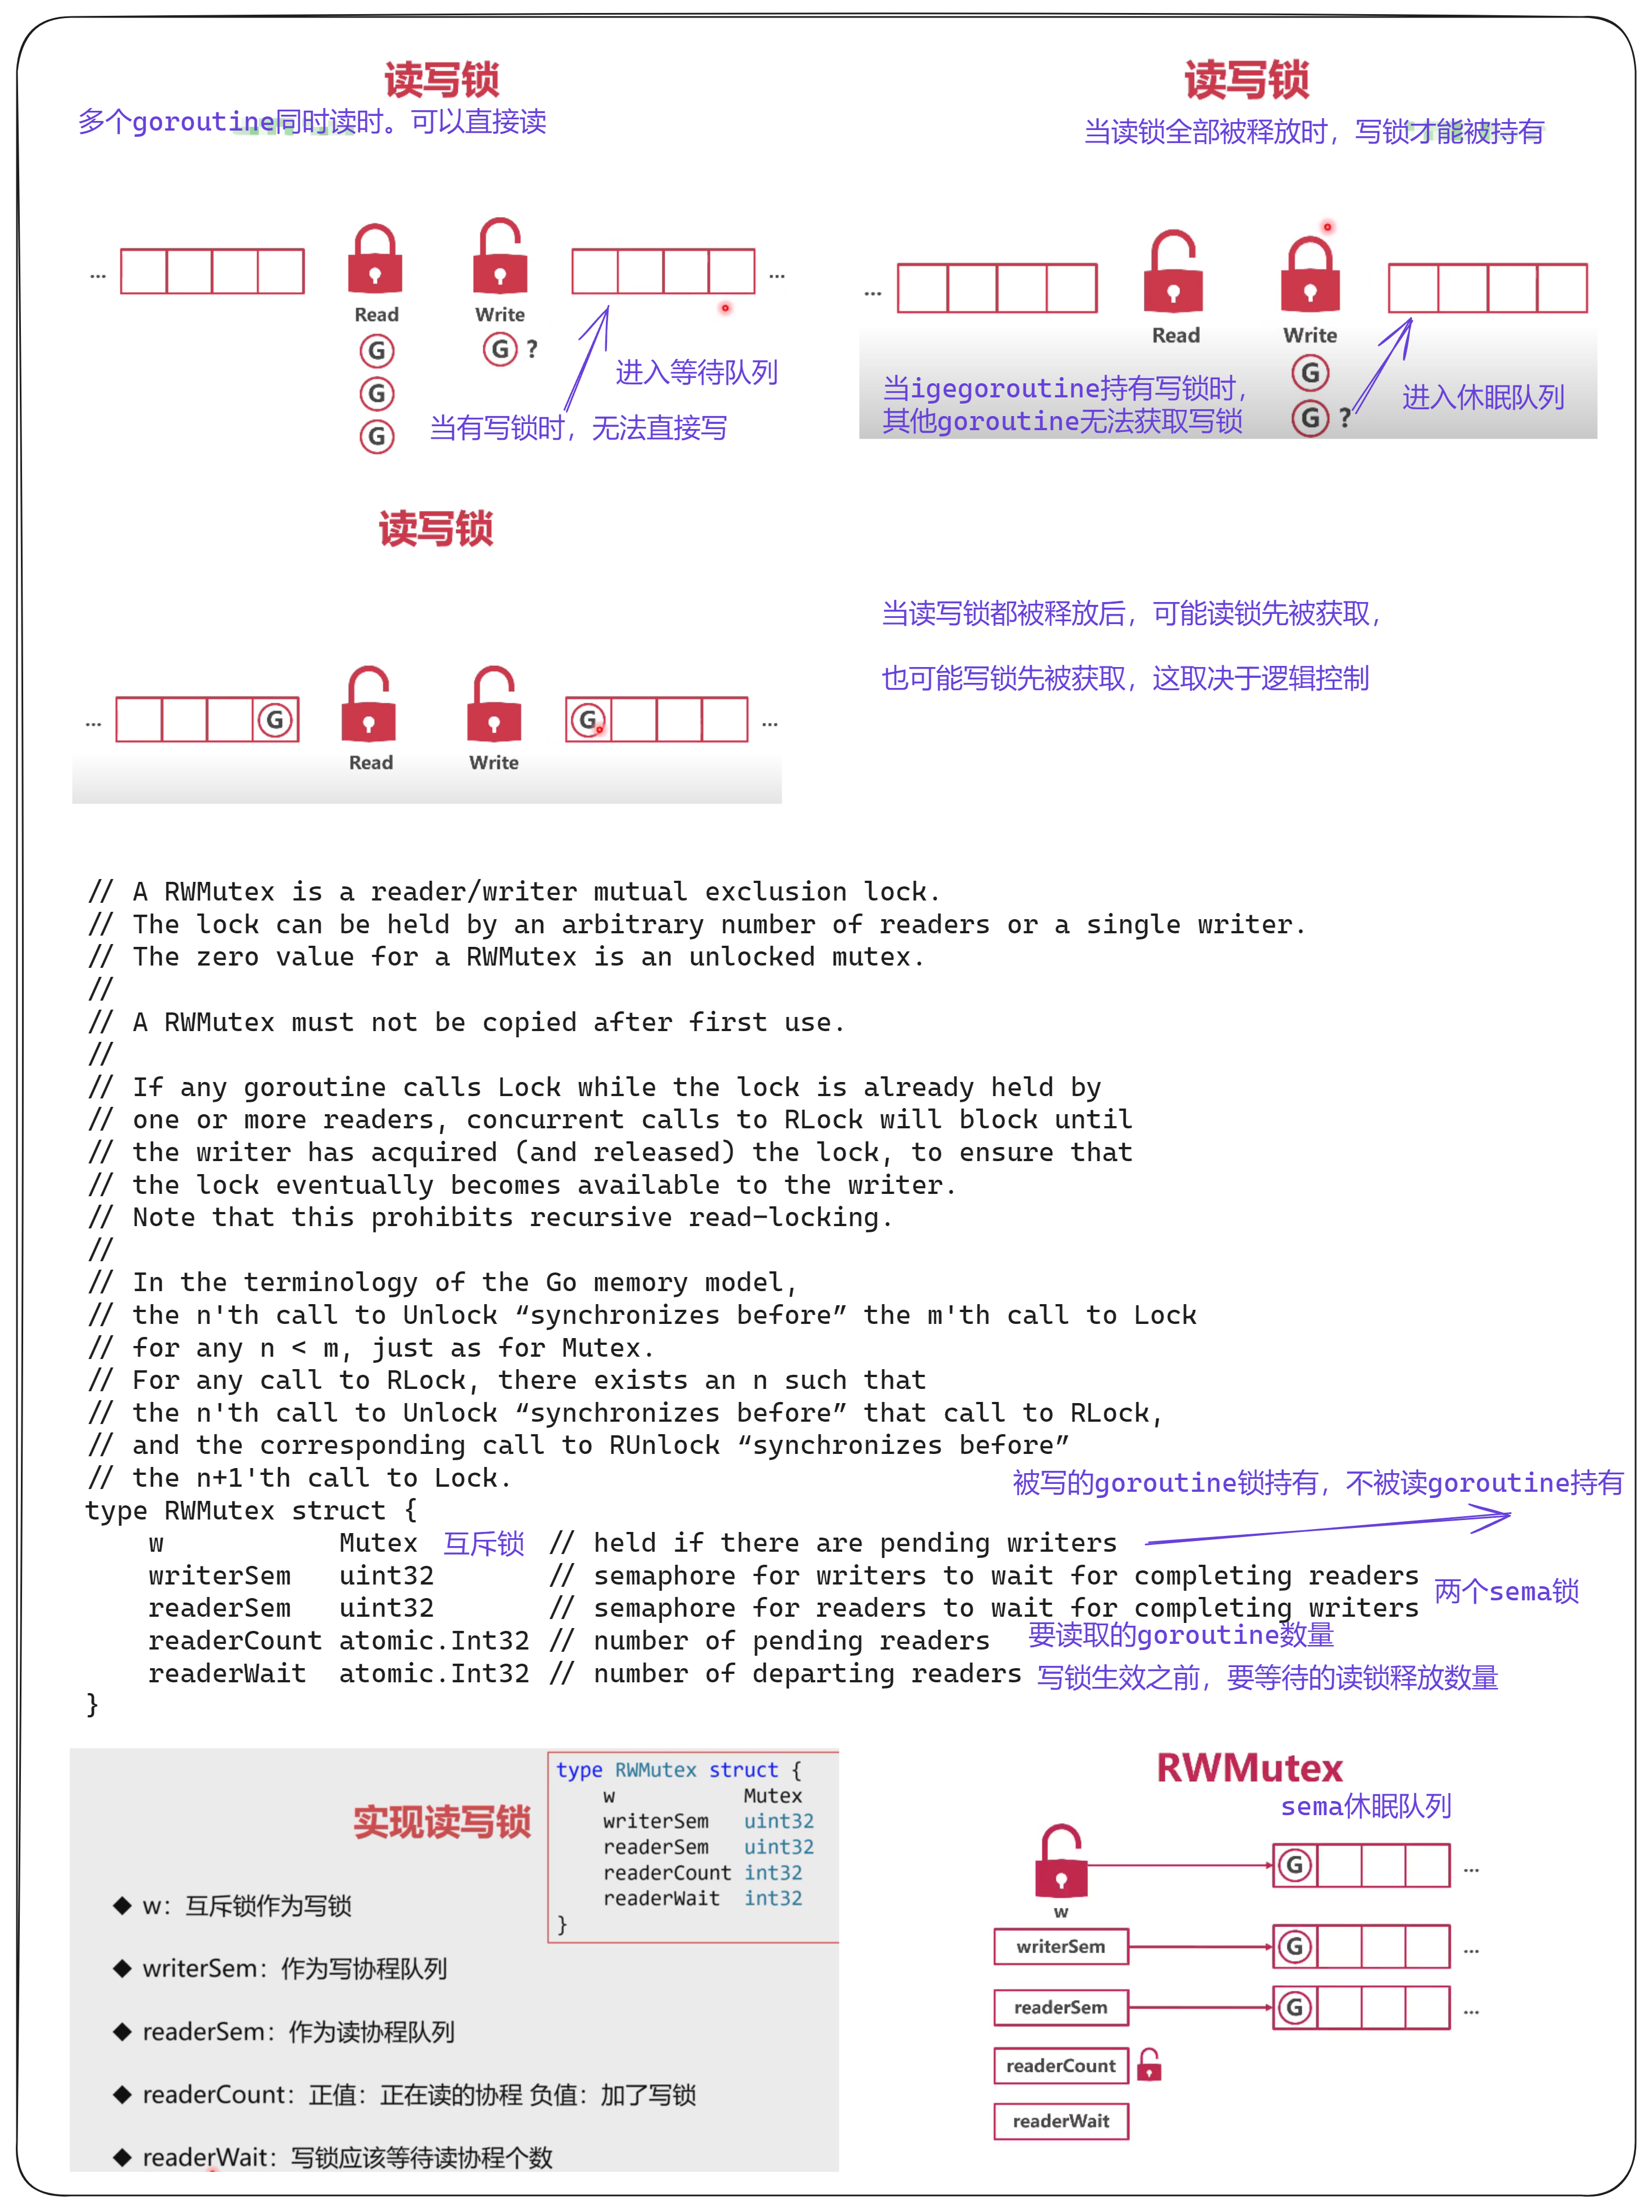 读写锁
多个goroutine同时读时。可以直接读
...
Read
Write
...
G
G
G
G ?
进入等待队列
当有写锁时，无法直接写
读写锁
当读锁全部被释放时，写锁才能被持有
...
Read
Write
G
G ?
当igegoroutine持有写锁时，
其他goroutine无法获取写锁
进入休眠队列
读写锁
...
G
Read
Write
G
...
当读写锁都被释放后，可能读锁先被获取，
也可能写锁先被获取，这取决于逻辑控制
// A RWMutex is a reader/writer mutual exclusion lock.
// The lock can be held by an arbitrary number of readers or a single writer.
// The zero value for a RWMutex is an unlocked mutex.
//
// A RWMutex must not be copied after first use.
//
// If any goroutine calls Lock while the lock is already held by
// one or more readers, concurrent calls to RLock will block until
// the writer has acquired (and released) the lock, to ensure that
// the lock eventually becomes available to the writer.
// Note that this prohibits recursive read-locking.
//
// In the terminology of the Go memory model,
// the n'th call to Unlock “synchronizes before” the m'th call to Lock
// for any n < m, just as for Mutex.
// For any call to RLock, there exists an n such that
// the n'th call to Unlock “synchronizes before” that call to RLock,
// and the corresponding call to RUnlock “synchronizes before”
// the n+1'th call to Lock.
被写的goroutine锁持有，不被读goroutine持有
type RWMutex struct {
w Mutex 互斥锁 // held if there are pending writers
writerSem uint32 // semaphore for writers to wait for completing readers
两个sema锁
readerSem uint32 // semaphore for readers to wait for completing writers
readerCount atomic.Int32 // number of pending readers 要读取的goroutine数量
readerWait atomic.Int32 // number of departing readers 写锁生效之前，要等待的读锁释放数量
}
实现读写锁
type RWMutex struct {
w Mutex
writerSem uint32
readerSem uint32
readerCount int32
readerWait int32
}
◆ w：互斥锁作为写锁
◆ writerSem：作为写协程队列
◆ readerSem：作为读协程队列
◆ readerCount：正值：正在读的协程 负值：加了写锁
◆ readerWait：写锁应该等待读协程个数
RWMutex
sema休眠队列
w
G
...
writerSem
G
...
readerSem
G
...
readerCount
readerWait